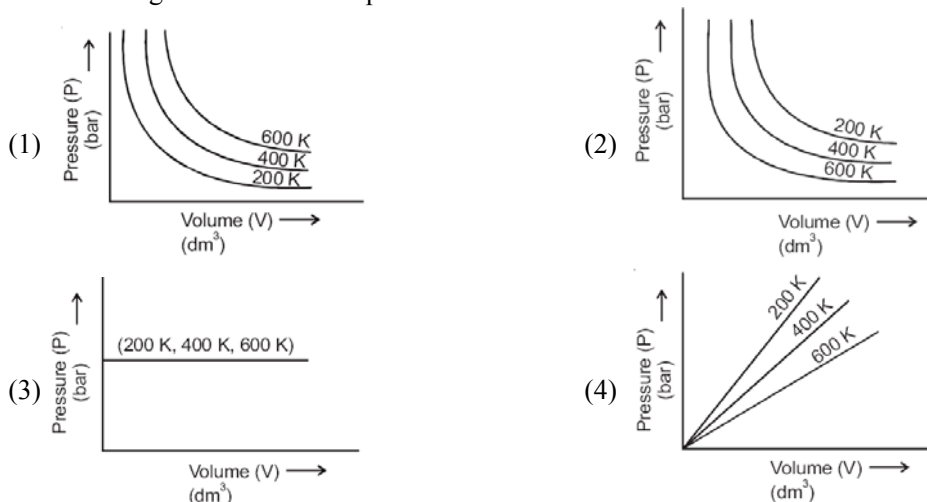 (1)
Pressure (P) ⟶
(bar)
600 K
400 K
200 K
Volume (V) ⟶
(dm³)
(2)
Pressure (P) ⟶
(bar)
200 K
400 K
600 K
Volume (V) ⟶
(dm³)
(3)
Pressure (P) ⟶
(bar)
(200 K, 400 K, 600 K)
Volume (V) ⟶
(dm³)
(4)
Pressure (P) ⟶
(bar)
200 K
400 K
600 K
Volume (V) ⟶
(dm³)